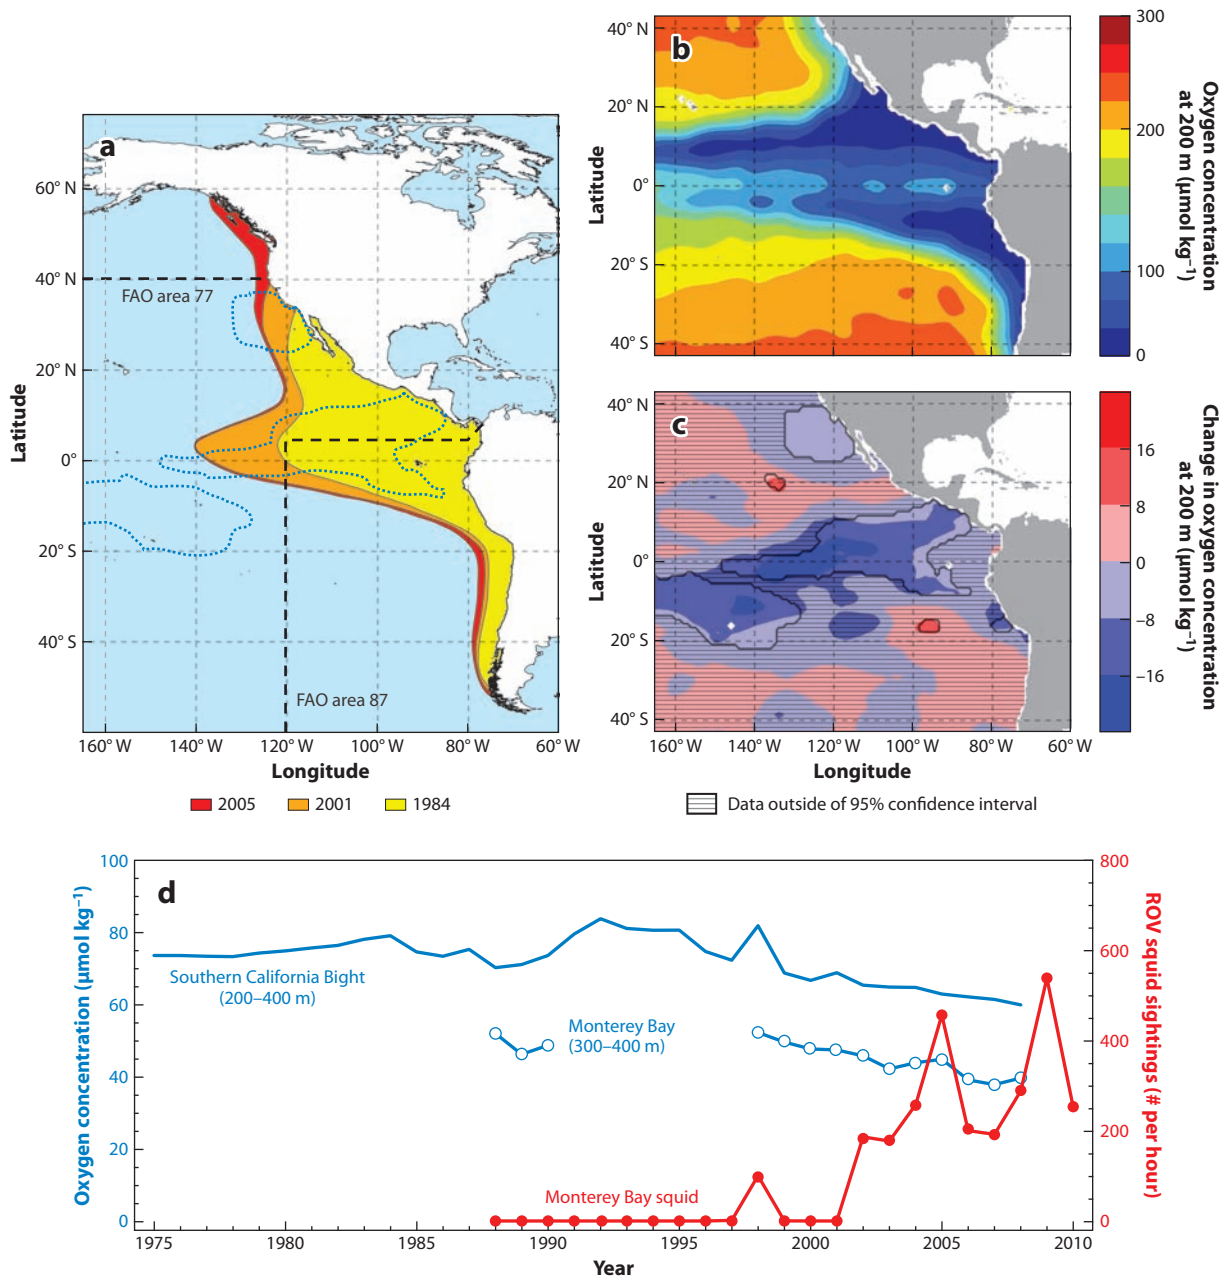 a
60° N
40° N
20° N
0°
20° S
40° S
Latitude
FAO area 77
FAO area 87
160° W
140° W
120° W
100° W
80° W
60° W
Longitude
2005
2001
1984
b
40° N
20° N
0°
20° S
40° S
Latitude
300
200
100
0
Oxygen concentration
at 200 m (µmol kg⁻¹)
c
40° N
20° N
0°
20° S
40° S
Latitude
160° W
140° W
120° W
100° W
80° W
60° W
Longitude
16
8
0
−8
−16
Change in oxygen concentration
at 200 m (µmol kg⁻¹)
Data outside of 95% confidence interval
d
100
80
60
40
20
0
Oxygen concentration (µmol kg⁻¹)
Southern California Bight
(200–400 m)
Monterey Bay
(300–400 m)
Monterey Bay squid
800
600
400
200
0
ROV squid sightings (# per hour)
1975
1980
1985
1990
1995
2000
2005
2010
Year